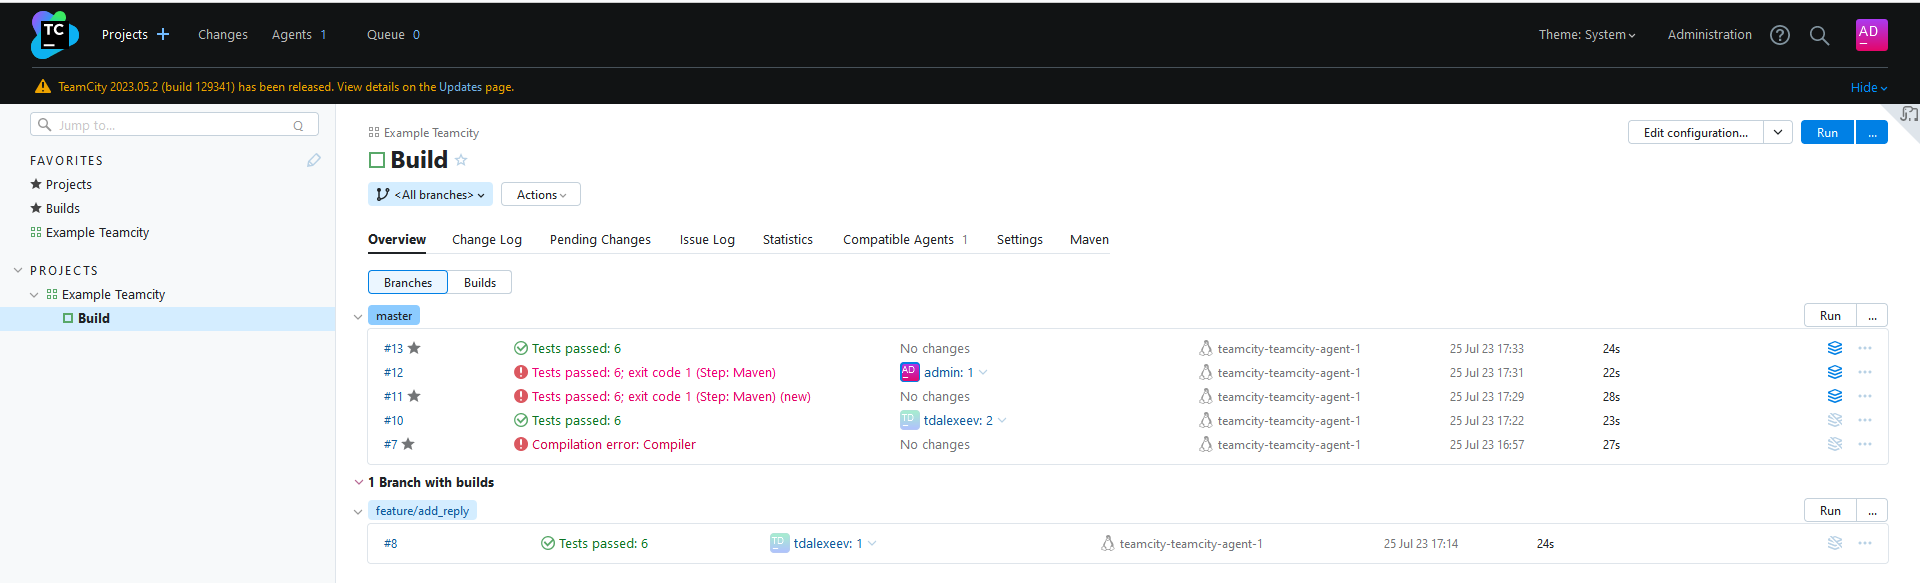 TC
Projects + Changes Agents 1 Queue 0 Theme: System Administration ? AD
TeamCity 2023.05.2 (build 129341) has been released. View details on the Updates page. Hide
Jump to... Q
FAVORITES
Projects
Builds
Example Teamcity
PROJECTS
Example Teamcity
Build
Example Teamcity
Edit configuration... Run ...
Build
<All branches> Actions
Overview Change Log Pending Changes Issue Log Statistics Compatible Agents 1 Settings Maven
Branches Builds
master Run ...
#13 Tests passed: 6 No changes teamcity-teamcity-agent-1 25 Jul 23 17:33 24s
#12 Tests passed: 6; exit code 1 (Step: Maven) AD admin: 1 teamcity-teamcity-agent-1 25 Jul 23 17:31 22s
#11 Tests passed: 6; exit code 1 (Step: Maven) (new) No changes teamcity-teamcity-agent-1 25 Jul 23 17:29 28s
#10 Tests passed: 6 TD tdalexeev: 2 teamcity-teamcity-agent-1 25 Jul 23 17:22 23s
#7 Compilation error: Compiler No changes teamcity-teamcity-agent-1 25 Jul 23 16:57 27s
1 Branch with builds
feature/add_reply Run ...
#8 Tests passed: 6 TD tdalexeev: 1 teamcity-teamcity-agent-1 25 Jul 23 17:14 24s